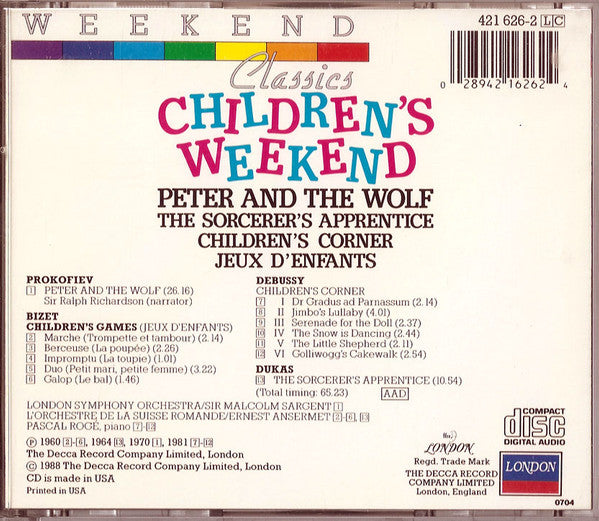 WEEKEND
Classics
421 626-2 LC
0 28942 16262 4
CHILDREN'S
WEEKEND
PETER AND THE WOLF
THE SORCERER'S APPRENTICE
CHILDREN'S CORNER
JEUX D'ENFANTS
PROKOFIEV
1 PETER AND THE WOLF (26.16)
Sir Ralph Richardson (narrator)
BIZET
CHILDREN'S GAMES (JEUX D'ENFANTS)
2 Marche (Trompette et tambour) (2.14)
3 Berceuse (La poupée) (2.26)
4 Impromptu (La toupie) (1.01)
5 Duo (Petit mari, petite femme) (3.22)
6 Galop (Le bal) (1.46)
DEBUSSY
CHILDREN'S CORNER
7 I Dr Gradus ad Parnassum (2.14)
8 II Jimbo's Lullaby (4.01)
9 III Serenade for the Doll (2.37)
10 IV The Snow is Dancing (2.44)
11 V The Little Shepherd (2.11)
12 VI Golliwogg's Cakewalk (2.54)
DUKAS
13 THE SORCERER'S APPRENTICE (10.54)
(Total timing: 65.23) AAD
LONDON SYMPHONY ORCHESTRA/SIR MALCOLM SARGENT 1
L'ORCHESTRE DE LA SUISSE ROMANDE/ERNEST ANSERMET 2-6, 13
PASCAL ROGÉ, piano 7-12
℗ 1960 2-6, 1964 13, 1970 1, 1981 7-12
The Decca Record Company Limited, London
© 1988 The Decca Record Company Limited, London
CD is made in USA
Printed in USA
LONDON
Regd. Trade Mark
THE DECCA RECORD
COMPANY LIMITED
London, England
COMPACT
disc
DIGITAL AUDIO
LONDON
0704